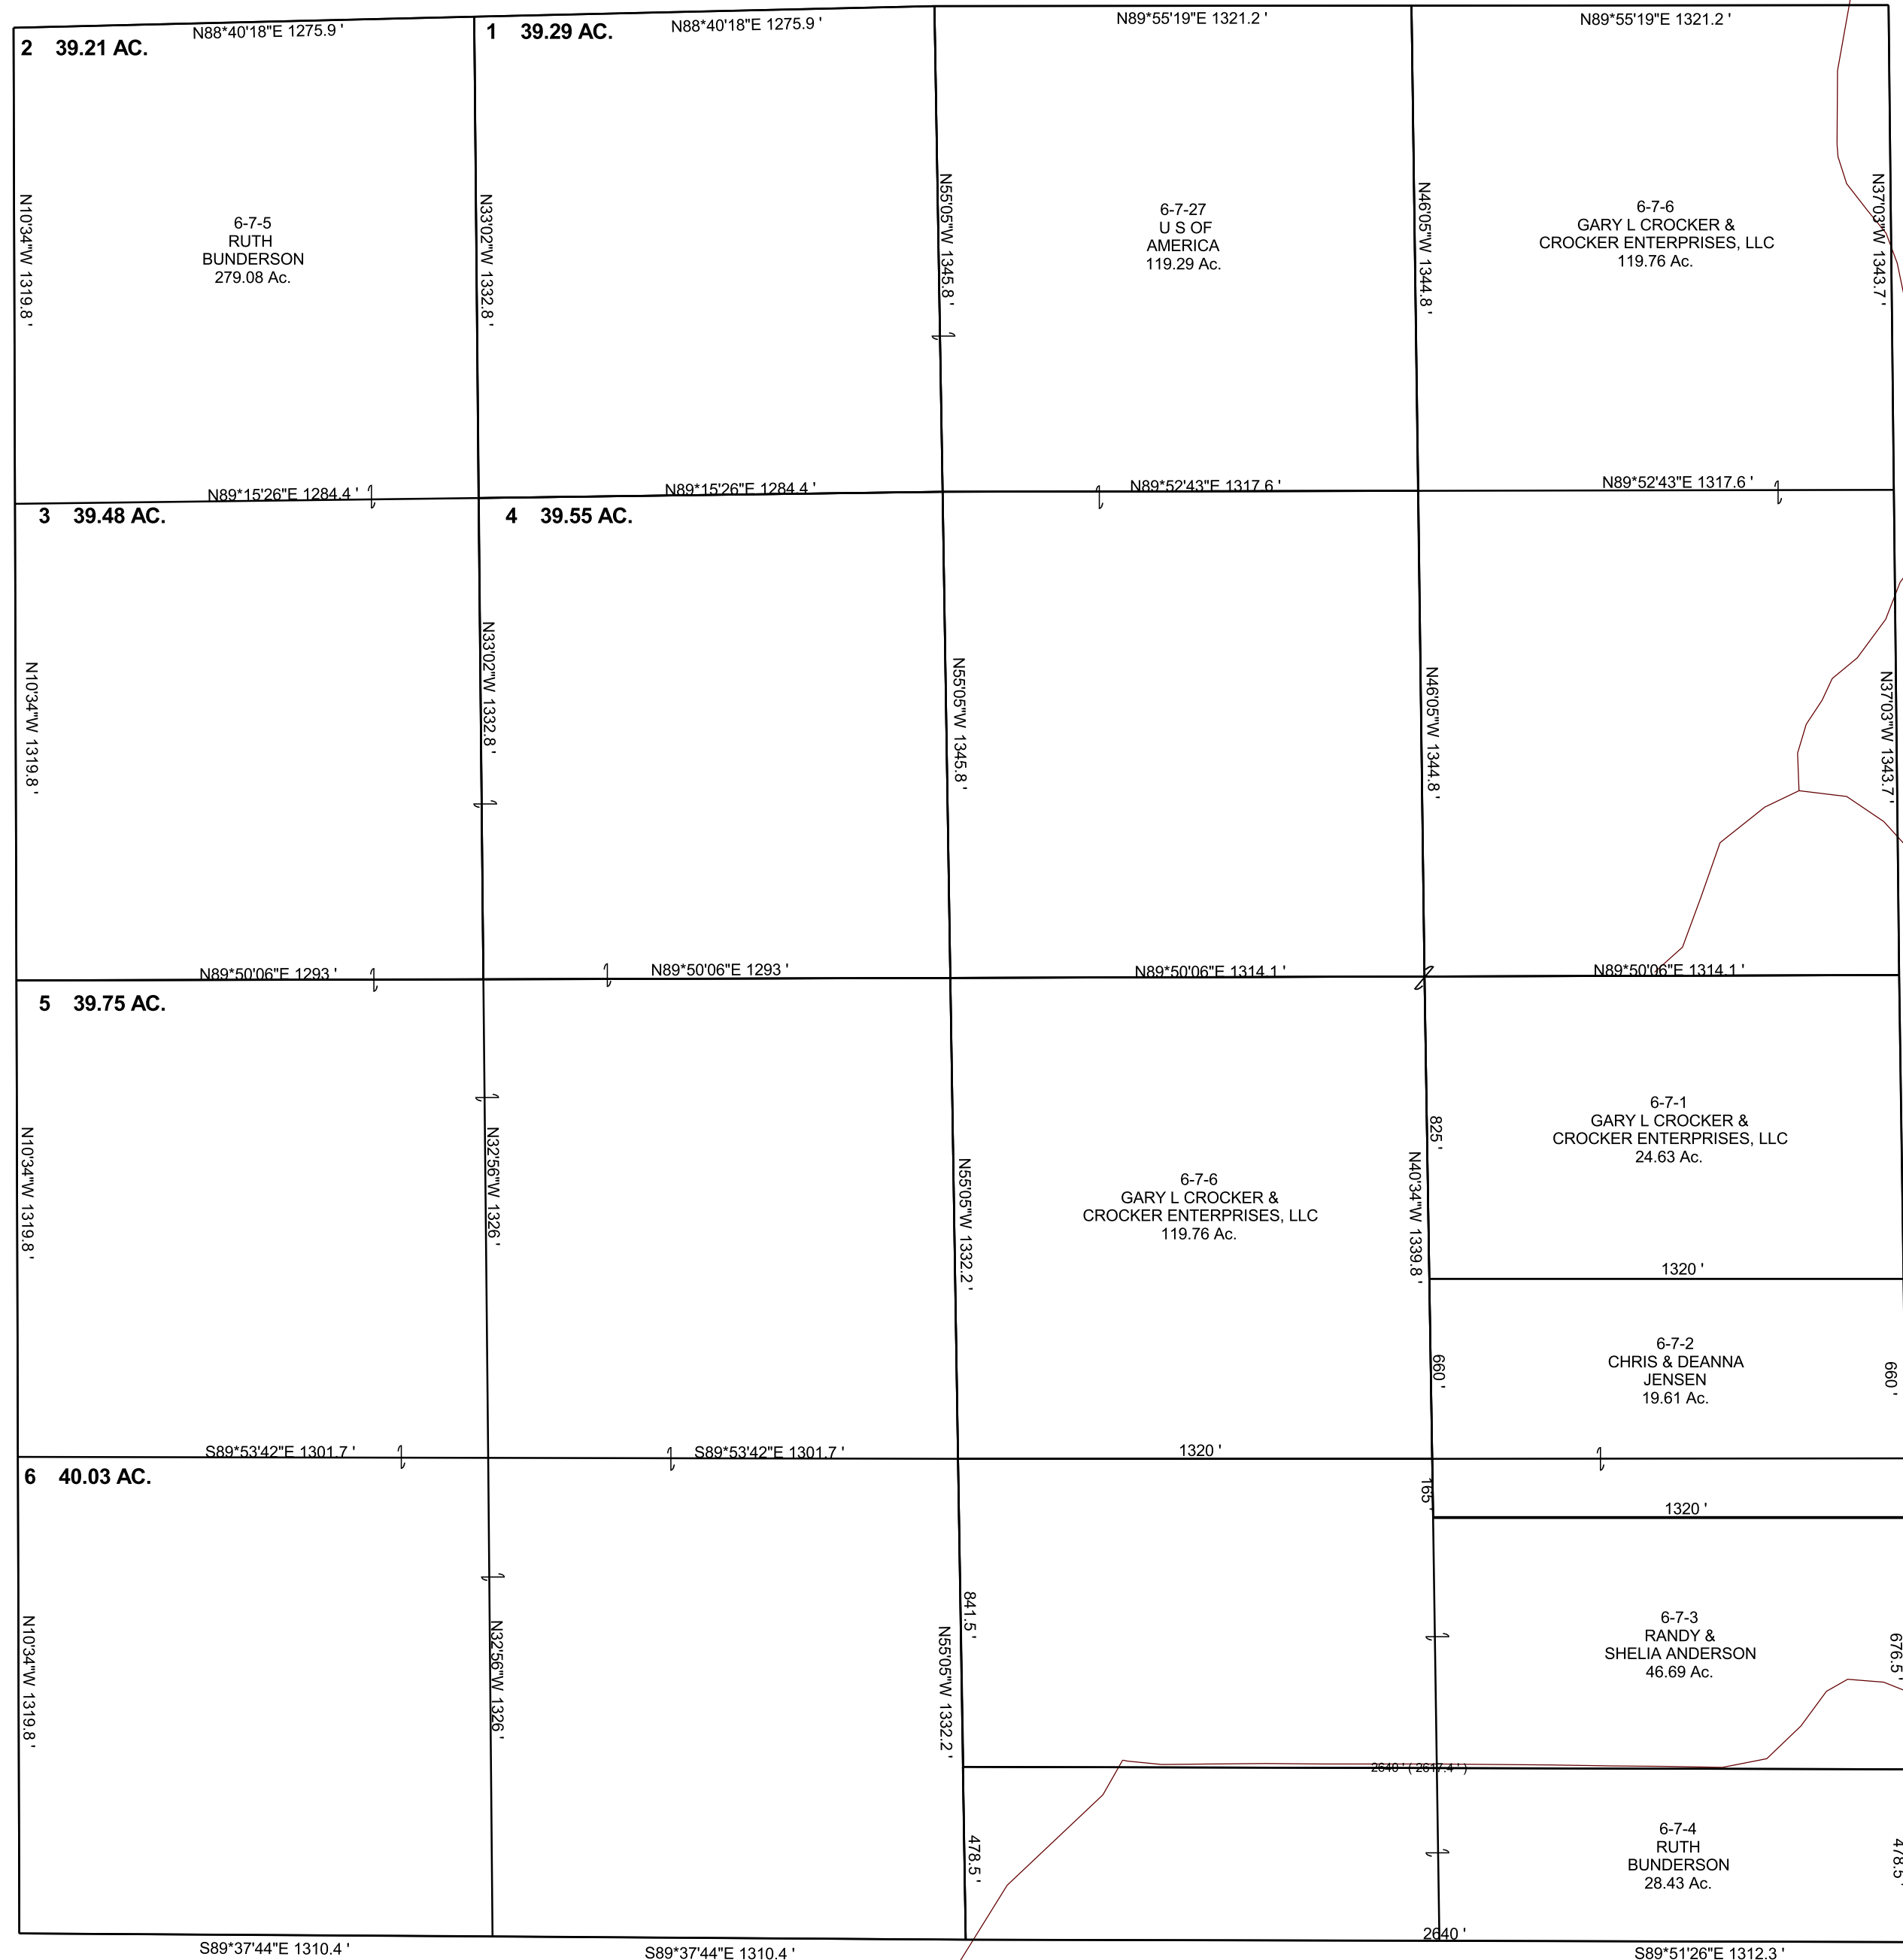 N88*40'18"E 1275.9 '
N88*40'18"E 1275.9 '
N89*55'19"E 1321.2 '
N89*55'19"E 1321.2 '
2 39.21 AC.
1 39.29 AC.
N10'34"W 1319.8 '
6-7-5
RUTH
BUNDERSON
279.08 Ac.
N33'02"W 1332.8 '
N55'05"W 1345.8 '
6-7-27
U S OF
AMERICA
119.29 Ac.
N46'05"W 1344.8 '
6-7-6
GARY L CROCKER &
CROCKER ENTERPRISES, LLC
119.76 Ac.
N37'03"W 1343.7 '
N89*15'26"E 1284.4 '
N89*15'26"E 1284.4 '
N89*52'43"E 1317.6 '
N89*52'43"E 1317.6 '
3 39.48 AC.
4 39.55 AC.
N10'34"W 1319.8 '
N33'02"W 1332.8 '
N55'05"W 1345.8 '
N46'05"W 1344.8 '
N37'03"W 1343.7 '
N89*50'06"E 1293 '
N89*50'06"E 1293 '
N89*50'06"E 1314.1 '
N89*50'06"E 1314.1 '
5 39.75 AC.
N10'34"W 1319.8 '
N32'56"W 1326 '
N55'05"W 1332.2 '
6-7-6
GARY L CROCKER &
CROCKER ENTERPRISES, LLC
119.76 Ac.
825 '
N40'34"W 1339.8 '
6-7-1
GARY L CROCKER &
CROCKER ENTERPRISES, LLC
24.63 Ac.
1320 '
660 '
6-7-2
CHRIS & DEANNA
JENSEN
19.61 Ac.
660 '
S89*53'42"E 1301.7 '
S89*53'42"E 1301.7 '
1320 '
6 40.03 AC.
165 '
1320 '
N10'34"W 1319.8 '
N32'56"W 1326 '
841.5 '
N55'05"W 1332.2 '
6-7-3
RANDY &
SHELIA ANDERSON
46.69 Ac.
676.5 '
2640 ' ( 2617.4 ' )
478.5 '
6-7-4
RUTH
BUNDERSON
28.43 Ac.
478.5 '
2640 '
S89*37'44"E 1310.4 '
S89*37'44"E 1310.4 '
S89*51'26"E 1312.3 '